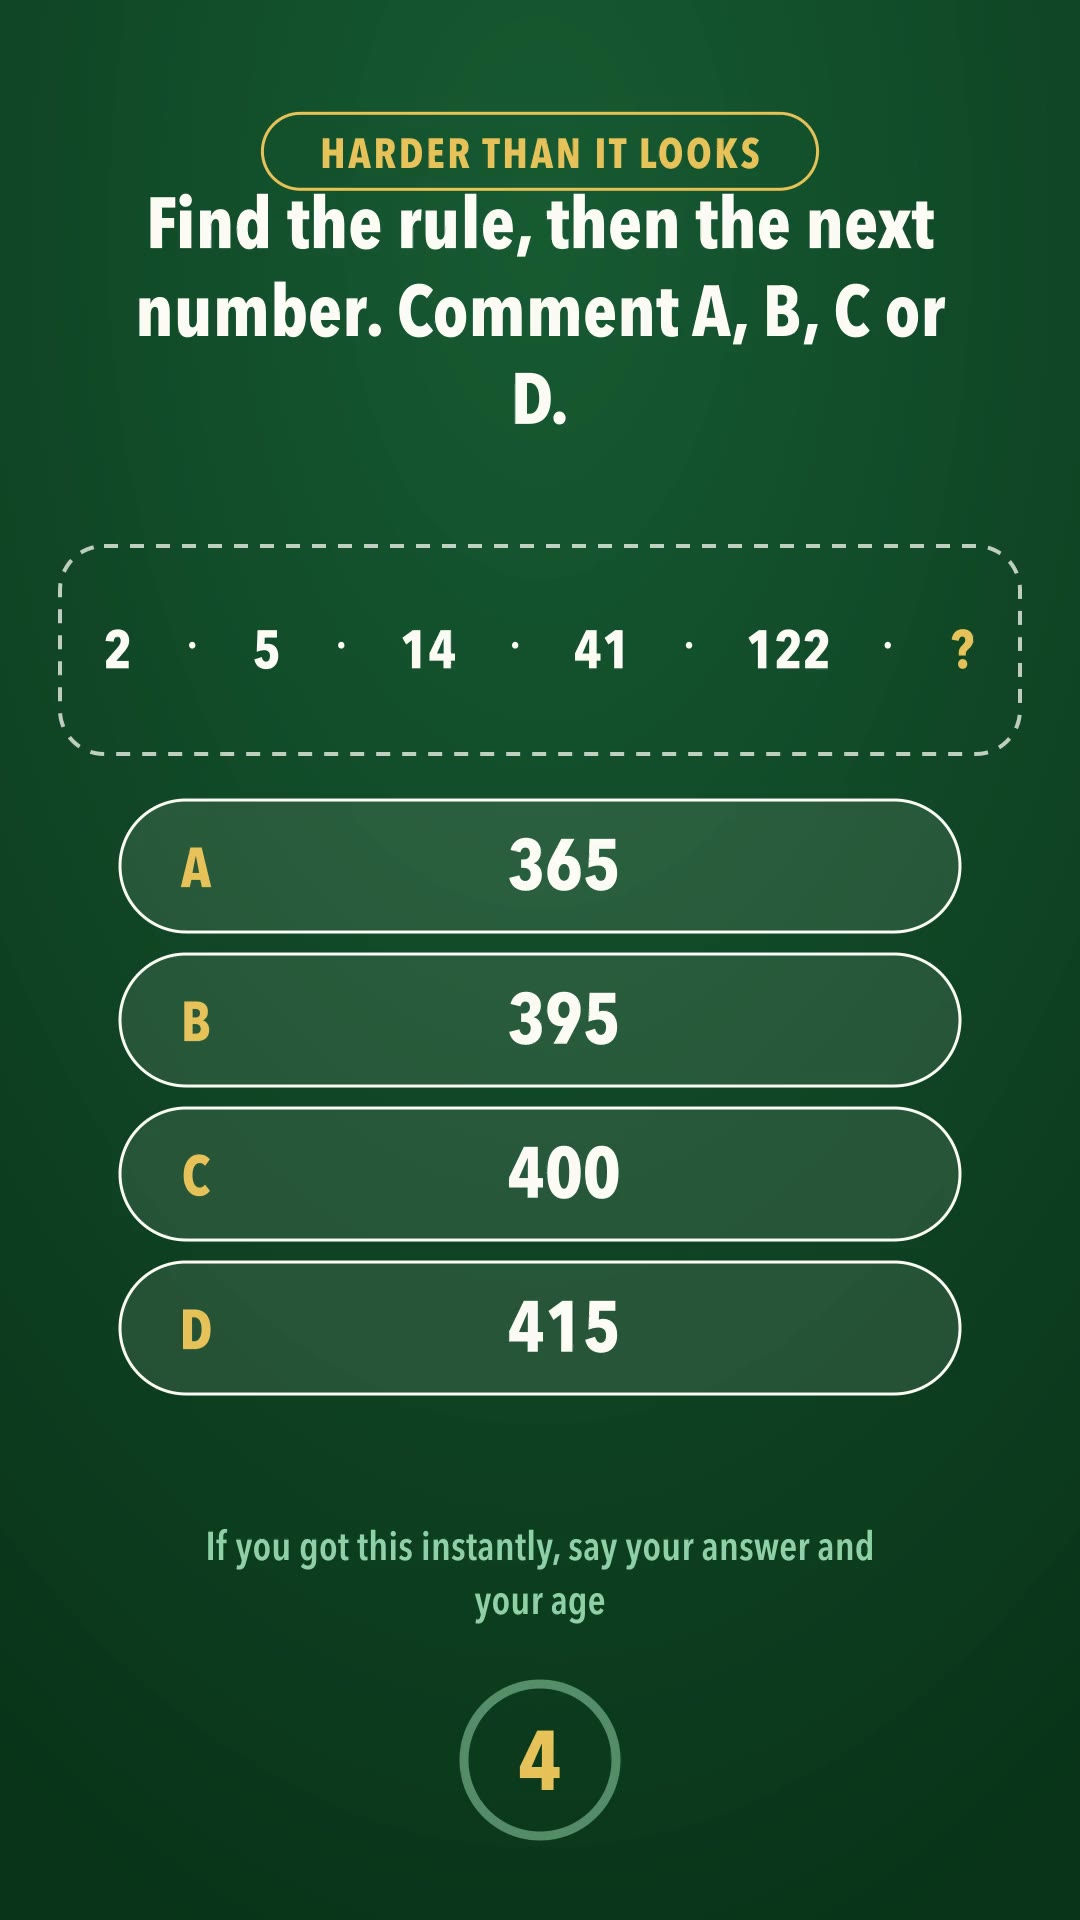 HARDER THAN IT LOOKS
Find the rule, then the next
number. Comment A, B, C or
D.
2 · 5 · 14 · 41 · 122 · ?
A 365
B 395
C 400
D 415
If you got this instantly, say your answer and
your age
4